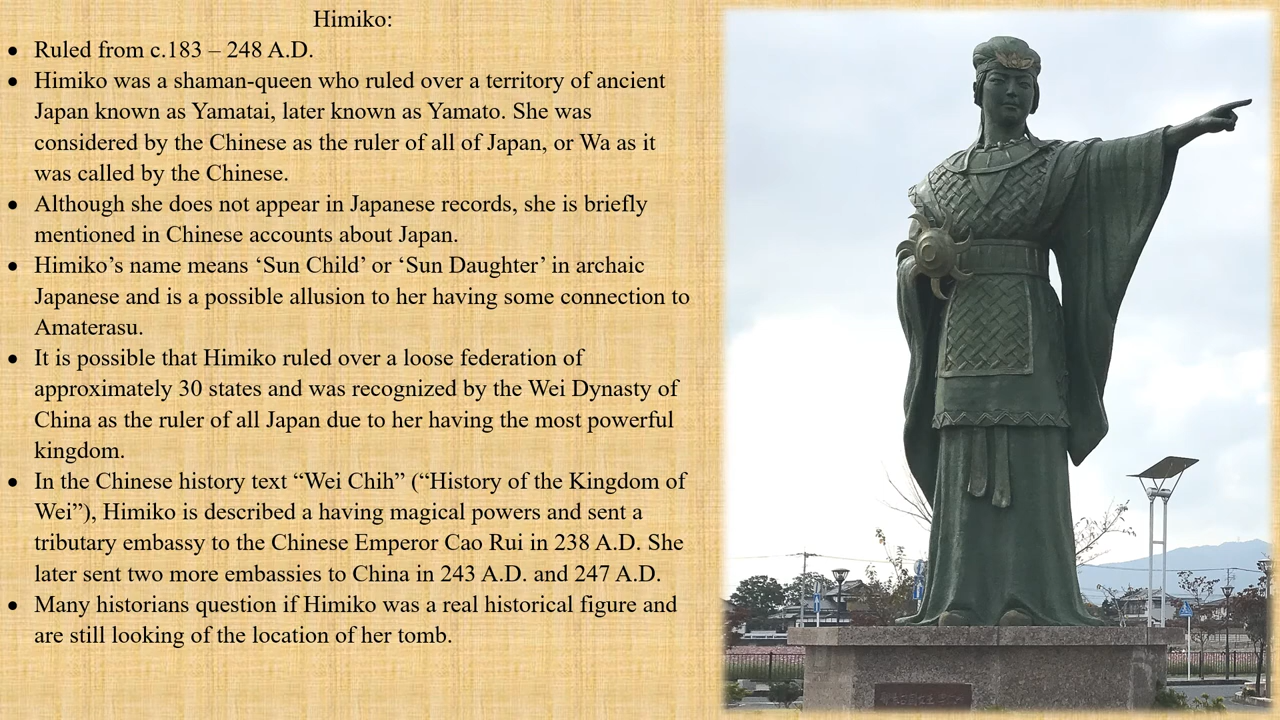 Himiko:
• Ruled from c.183 – 248 A.D.
• Himiko was a shaman-queen who ruled over a territory of ancient
Japan known as Yamatai, later known as Yamato. She was
considered by the Chinese as the ruler of all of Japan, or Wa as it
was called by the Chinese.
• Although she does not appear in Japanese records, she is briefly
mentioned in Chinese accounts about Japan.
• Himiko’s name means ‘Sun Child’ or ‘Sun Daughter’ in archaic
Japanese and is a possible allusion to her having some connection to
Amaterasu.
• It is possible that Himiko ruled over a loose federation of
approximately 30 states and was recognized by the Wei Dynasty of
China as the ruler of all Japan due to her having the most powerful
kingdom.
• In the Chinese history text “Wei Chih” (“History of the Kingdom of
Wei”), Himiko is described a having magical powers and sent a
tributary embassy to the Chinese Emperor Cao Rui in 238 A.D. She
later sent two more embassies to China in 243 A.D. and 247 A.D.
• Many historians question if Himiko was a real historical figure and
are still looking of the location of her tomb.